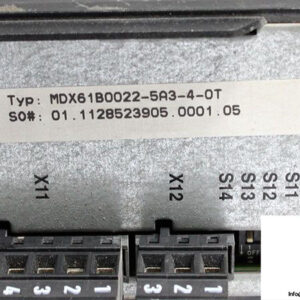 Typ: MDX61B0022-5A3-4-0T
SO#: 01.1128523905.0001.05
X11
X12
S14
S13
S12
S11
4 3 2 1 3 2 1